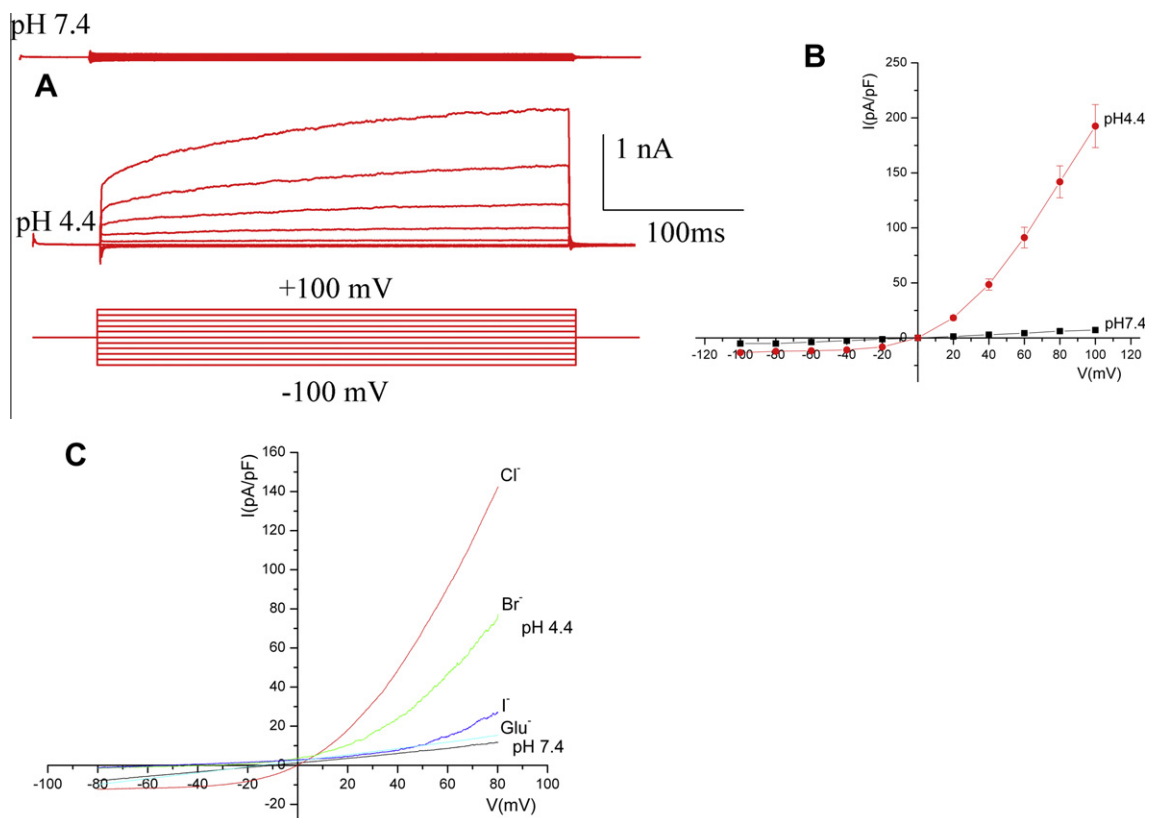 pH 7.4
A
1 nA
100ms
pH 4.4
+100 mV
-100 mV
B
I(pA/pF)
250
200
150
100
50
0
pH4.4
pH7.4
-120 -100 -80 -60 -40 -20 20 40 60 80 100 120
V(mV)
C
I(pA/pF)
160
140
120
100
80
60
40
20
0
-20
Cl⁻
Br⁻
pH 4.4
I⁻
Glu⁻
pH 7.4
-100 -80 -60 -40 -20 0 20 40 60 80 100
V(mV)